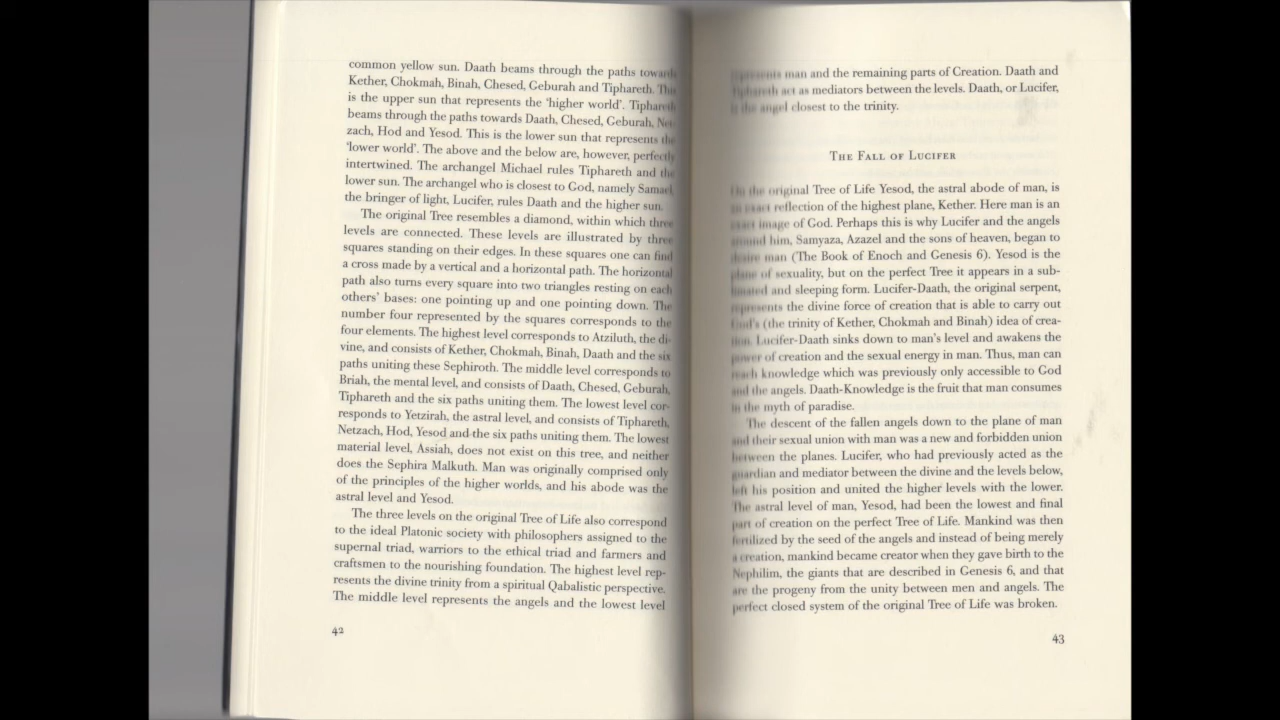 common yellow sun. Daath beams through the paths towards
Kether, Chokmah, Binah, Chesed, Geburah and Tiphareth. This
is the upper sun that represents the 'higher world'. Tiphareth
beams through the paths towards Daath, Chesed, Geburah, Net-
zach, Hod and Yesod. This is the lower sun that represents the
'lower world'. The above and the below are, however, perfectly
intertwined. The archangel Michael rules Tiphareth and the
lower sun. The archangel who is closest to God, namely Samael,
the bringer of light, Lucifer, rules Daath and the higher sun.
The original Tree resembles a diamond, within which three
levels are connected. These levels are illustrated by three
squares standing on their edges. In these squares one can find
a cross made by a vertical and a horizontal path. The horizontal
path also turns every square into two triangles resting on each
others' bases: one pointing up and one pointing down. The
number four represented by the squares corresponds to the
four elements. The highest level corresponds to Atziluth, the di-
vine, and consists of Kether, Chokmah, Binah, Daath and the six
paths uniting these Sephiroth. The middle level corresponds to
Briah, the mental level, and consists of Daath, Chesed, Geburah,
Tiphareth and the six paths uniting them. The lowest level cor-
responds to Yetzirah, the astral level, and consists of Tiphareth,
Netzach, Hod, Yesod and the six paths uniting them. The lowest
material level, Assiah, does not exist on this tree, and neither
does the Sephira Malkuth. Man was originally comprised only
of the principles of the higher worlds, and his abode was the
astral level and Yesod.
The three levels on the original Tree of Life also correspond
to the ideal Platonic society with philosophers assigned to the
supernal triad, warriors to the ethical triad and farmers and
craftsmen to the nourishing foundation. The highest level rep-
resents the divine trinity from a spiritual Qabalistic perspective.
The middle level represents the angels and the lowest level
42
represents man and the remaining parts of Creation. Daath and
Tiphareth act as mediators between the levels. Daath, or Lucifer,
is the angel closest to the trinity.
THE FALL OF LUCIFER
On the original Tree of Life Yesod, the astral abode of man, is
an exact reflection of the highest plane, Kether. Here man is an
exact image of God. Perhaps this is why Lucifer and the angels
around him, Samyaza, Azazel and the sons of heaven, began to
desire man (The Book of Enoch and Genesis 6). Yesod is the
plane of sexuality, but on the perfect Tree it appears in a sub-
limated and sleeping form. Lucifer-Daath, the original serpent,
represents the divine force of creation that is able to carry out
God's (the trinity of Kether, Chokmah and Binah) idea of crea-
tion. Lucifer-Daath sinks down to man's level and awakens the
power of creation and the sexual energy in man. Thus, man can
reach knowledge which was previously only accessible to God
and the angels. Daath-Knowledge is the fruit that man consumes
in the myth of paradise.
The descent of the fallen angels down to the plane of man
and their sexual union with man was a new and forbidden union
between the planes. Lucifer, who had previously acted as the
guardian and mediator between the divine and the levels below,
left his position and united the higher levels with the lower.
The astral level of man, Yesod, had been the lowest and final
part of creation on the perfect Tree of Life. Mankind was then
fertilized by the seed of the angels and instead of being merely
a creation, mankind became creator when they gave birth to the
Nephilim, the giants that are described in Genesis 6, and that
are the progeny from the unity between men and angels. The
perfect closed system of the original Tree of Life was broken.
43